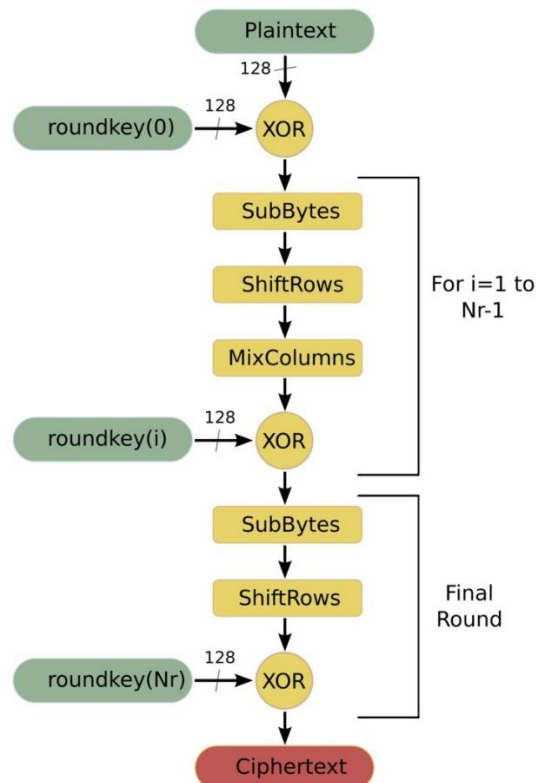 Plaintext
128
128
roundkey(0)
XOR
SubBytes
ShiftRows
For i=1 to
Nr-1
MixColumns
128
roundkey(i)
XOR
SubBytes
ShiftRows
Final
Round
128
roundkey(Nr)
XOR
Ciphertext